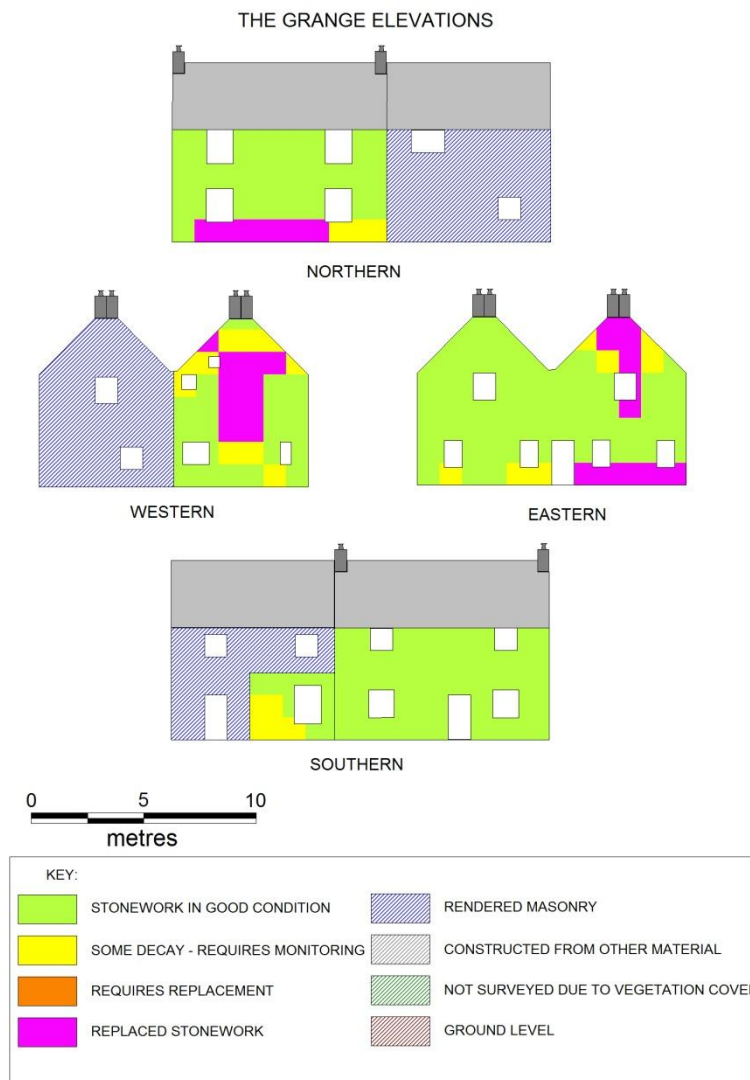 THE GRANGE ELEVATIONS
NORTHERN
WESTERN
EASTERN
SOUTHERN
0 5 10
metres
KEY:
STONEWORK IN GOOD CONDITION
SOME DECAY - REQUIRES MONITORING
REQUIRES REPLACEMENT
REPLACED STONEWORK
RENDERED MASONRY
CONSTRUCTED FROM OTHER MATERIAL
NOT SURVEYED DUE TO VEGETATION COVE
GROUND LEVEL